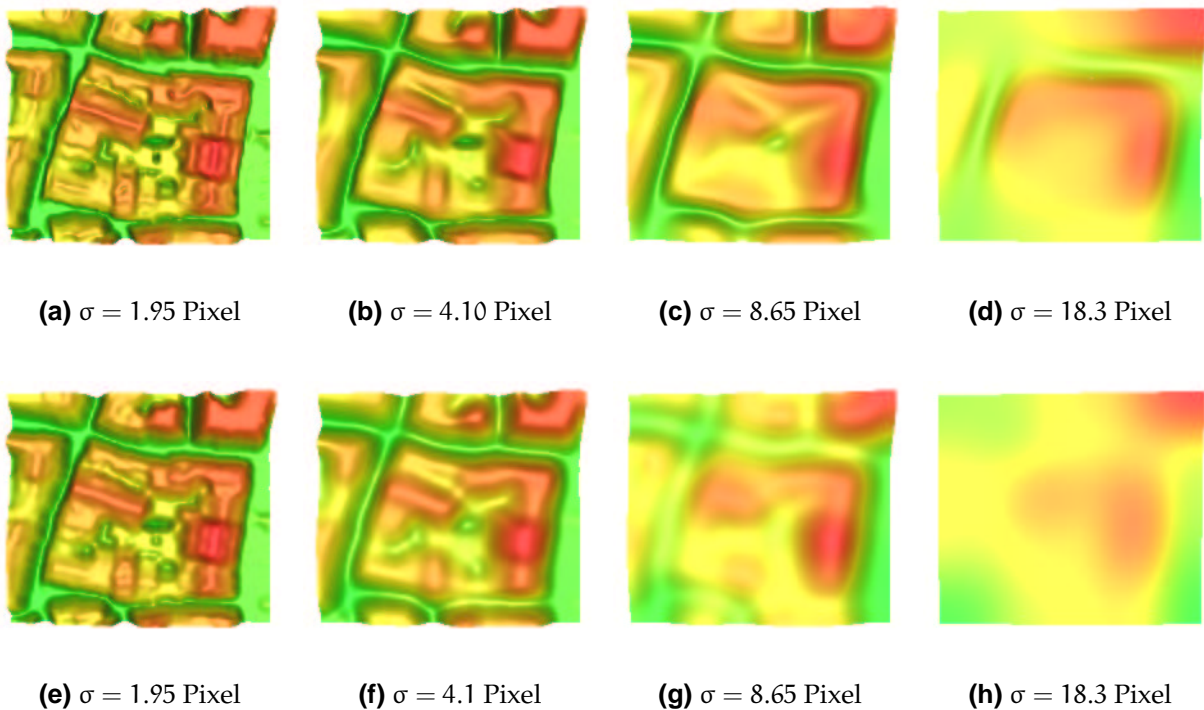 (a) σ = 1.95 Pixel (b) σ = 4.10 Pixel (c) σ = 8.65 Pixel (d) σ = 18.3 Pixel
(e) σ = 1.95 Pixel (f) σ = 4.1 Pixel (g) σ = 8.65 Pixel (h) σ = 18.3 Pixel